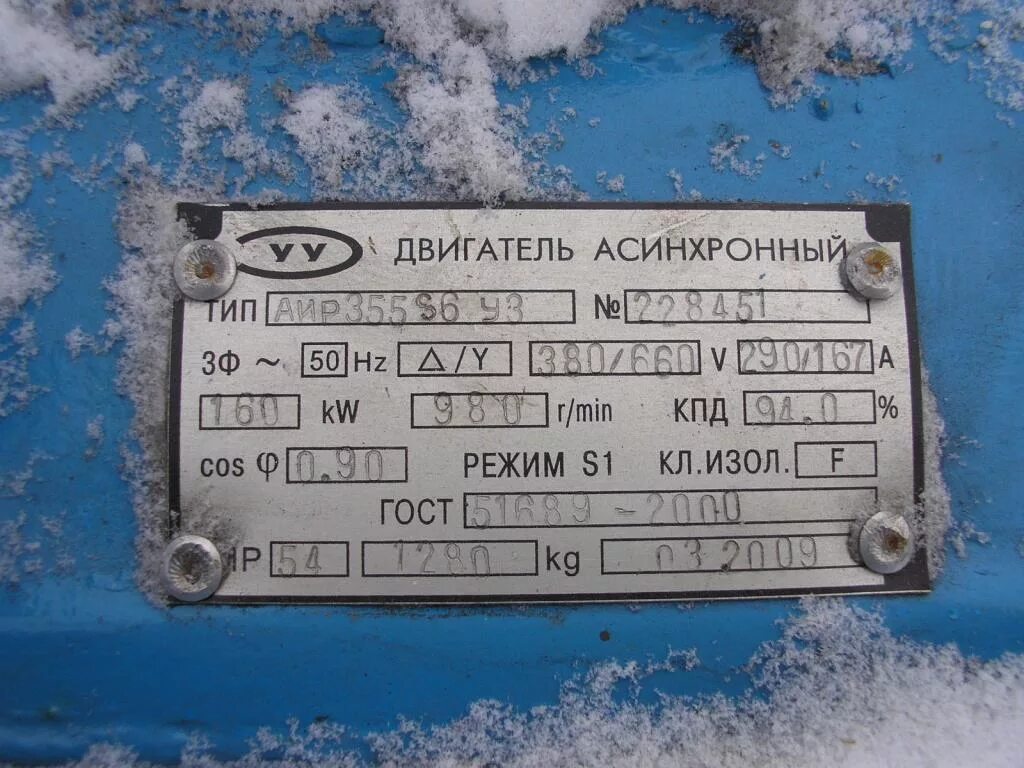 УУ ДВИГАТЕЛЬ АСИНХРОННЫЙ
ТИП АИР355S6 У3 № 228451
3Ф ~ 50 Hz △/Y 380/660 V 290/167 A
160 kW 980 r/min КПД 94.0 %
cos φ 0.90 РЕЖИМ S1 КЛ.ИЗОЛ. F
ГОСТ 51689-2000
IP 54 1280 kg 03 2009